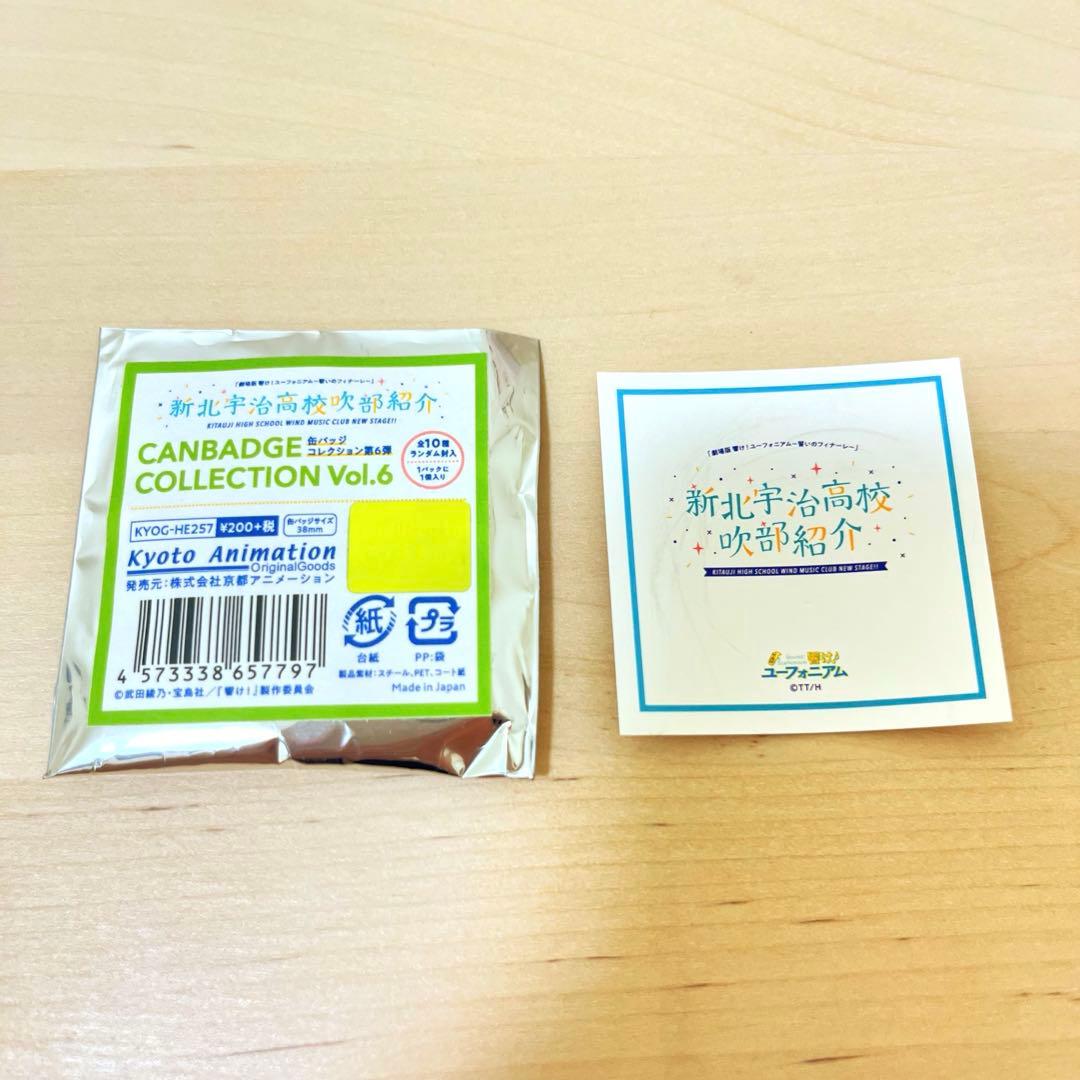 「劇場版 響け!ユーフォニアム〜誓いのフィナーレ〜」
新北宇治高校吹部紹介
KITAUJI HIGH SCHOOL WIND MUSIC CLUB NEW STAGE!!
CANBADGE
COLLECTION Vol.6
缶バッジ
コレクション第6弾
全10種
ランダム封入
1パックに
1個入り
KYOG-HE257 ¥200+税
缶バッジサイズ
38mm
Kyoto Animation
OriginalGoods
発売元:株式会社京都アニメーション
4 573338 657797
紙
台紙
プラ
PP:袋
製品素材:スチール、PET、コート紙
Made in Japan
©武田綾乃・宝島社/『響け!』製作委員会
「劇場版 響け!ユーフォニアム〜誓いのフィナーレ〜」
新北宇治高校
吹部紹介
KITAUJI HIGH SCHOOL WIND MUSIC CLUB NEW STAGE!!
響け!
ユーフォニアム
©TT/H